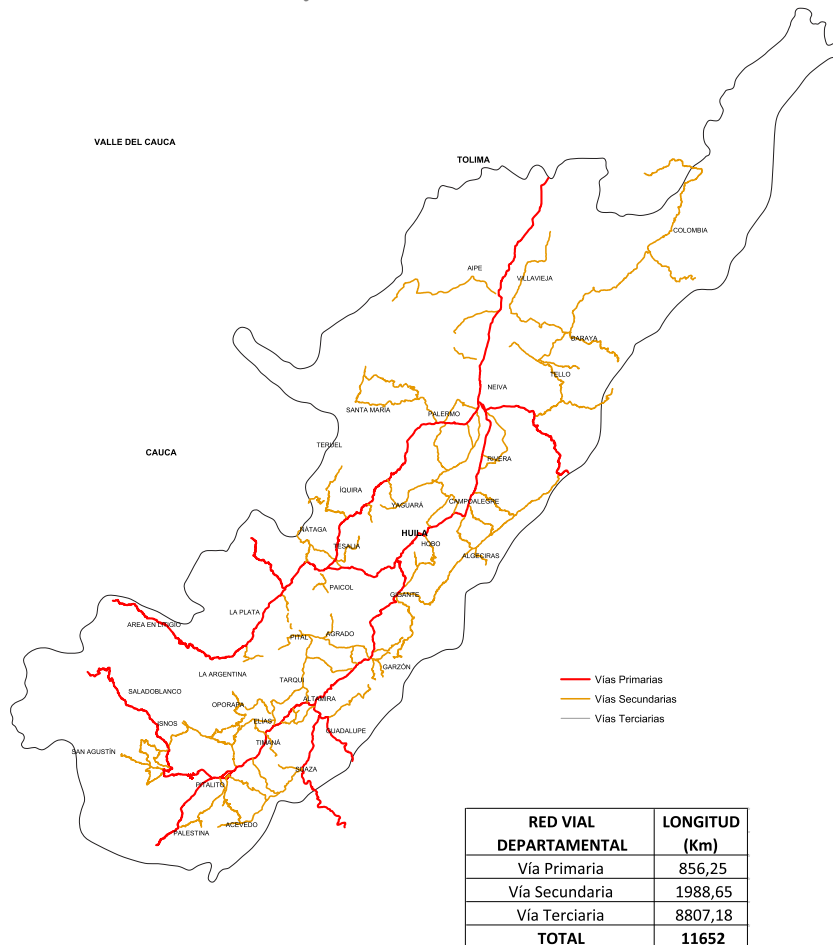 VALLE DEL CAUCA
TOLIMA
COLOMBIA
AIPE
VILLAVIEJA
BARAYA
TELLO
NEIVA
SANTA MARÍA
PALERMO
TERUEL
CAUCA
RIVERA
ÍQUIRA
YAGUARÁ
CAMPOALEGRE
NÁTAGA
HUILA
TESALIA
HOBO
ALGECIRAS
PAICOL
GIGANTE
LA PLATA
AREA EN LITIGIO
PITAL
AGRADO
GARZÓN
LA ARGENTINA
TARQUI
SALADOBLANCO
OPORAPA
ALTAMIRA
ISNOS
ELÍAS
GUADALUPE
SAN AGUSTÍN
TIMANÁ
SUAZA
PITALITO
PALESTINA
ACEVEDO
Vías Primarias
Vías Secundarias
Vías Terciarias
RED VIAL LONGITUD
DEPARTAMENTAL (Km)
Vía Primaria 856,25
Vía Secundaria 1988,65
Vía Terciaria 8807,18
TOTAL 11652